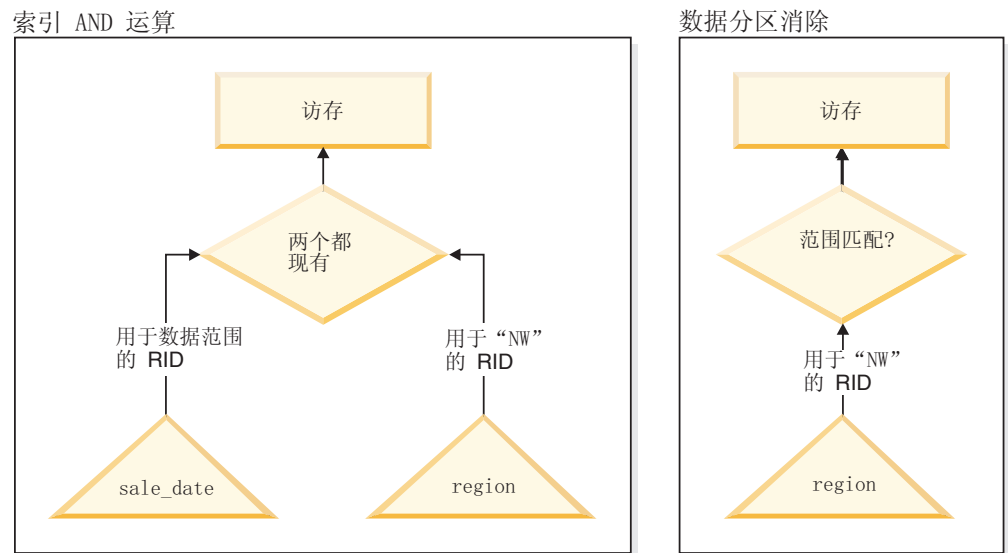 索引 AND 运算
访存
两个都
现有
用于数据范围
的 RID
用于“NW”
的 RID
sale_date
region
数据分区消除
访存
范围匹配?
用于“NW”
的 RID
region